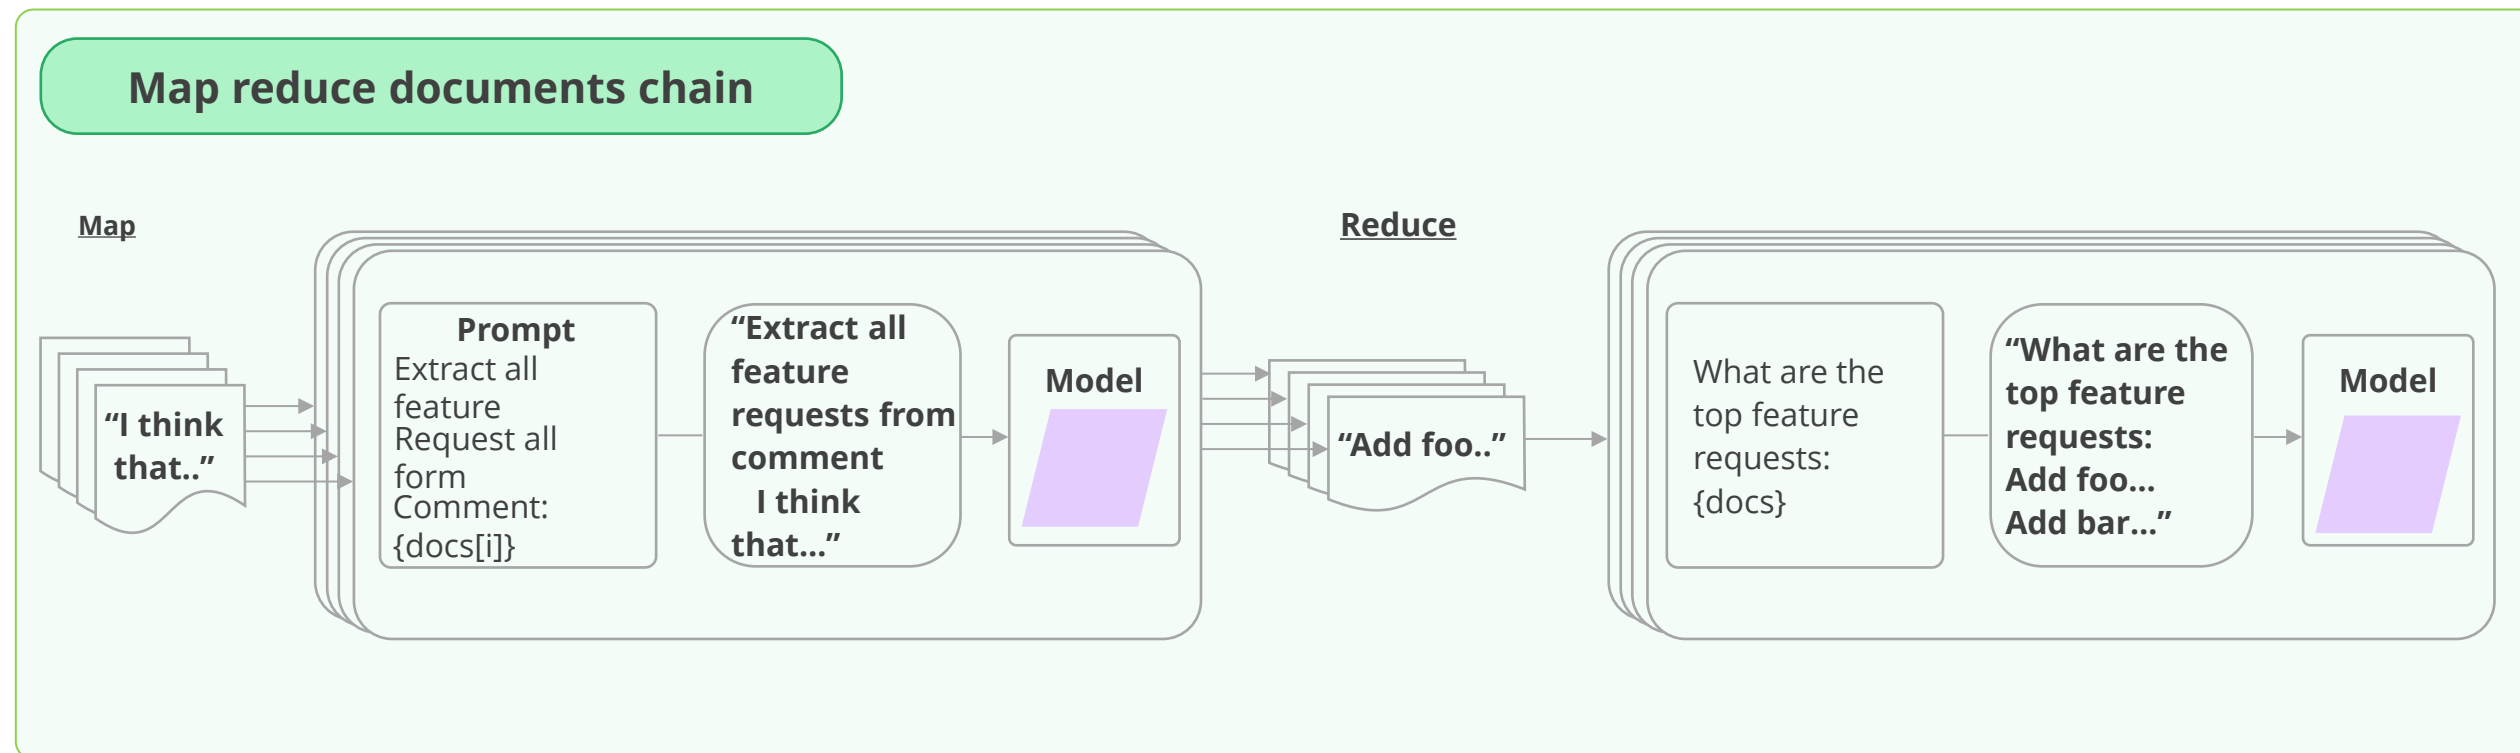 Map reduce documents chain
Map
“I think
that..”
Prompt
Extract all
feature
Request all
form
Comment:
{docs[i]}
“Extract all
feature
requests from
comment
I think
that...”
Model
Reduce
“Add foo..”
What are the
top feature
requests:
{docs}
“What are the
top feature
requests:
Add foo...
Add bar...”
Model